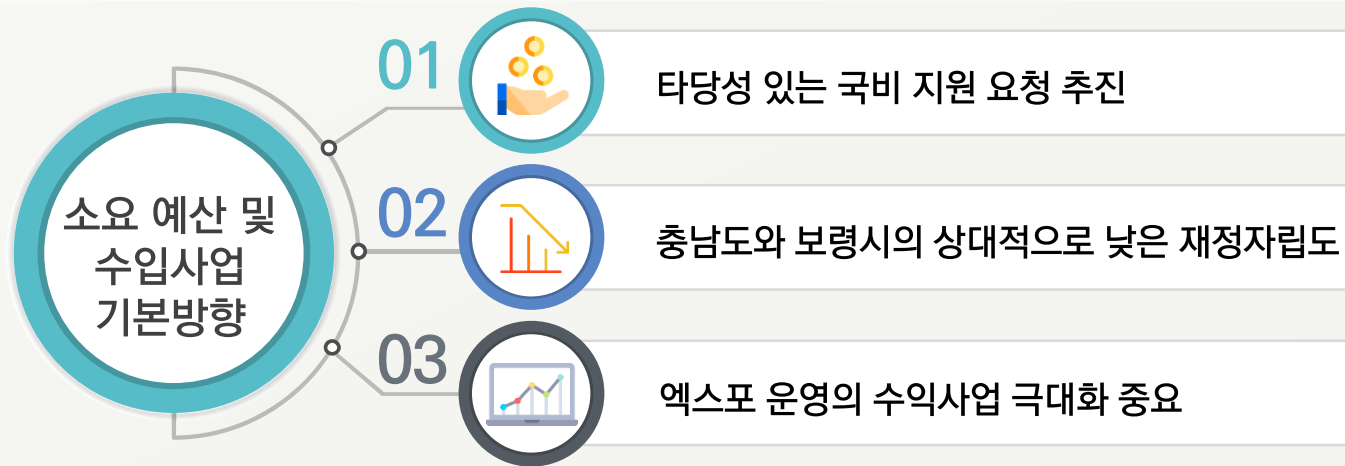 소요 예산 및
수입사업
기본방향
01
타당성 있는 국비 지원 요청 추진
02
충남도와 보령시의 상대적으로 낮은 재정자립도
03
엑스포 운영의 수익사업 극대화 중요